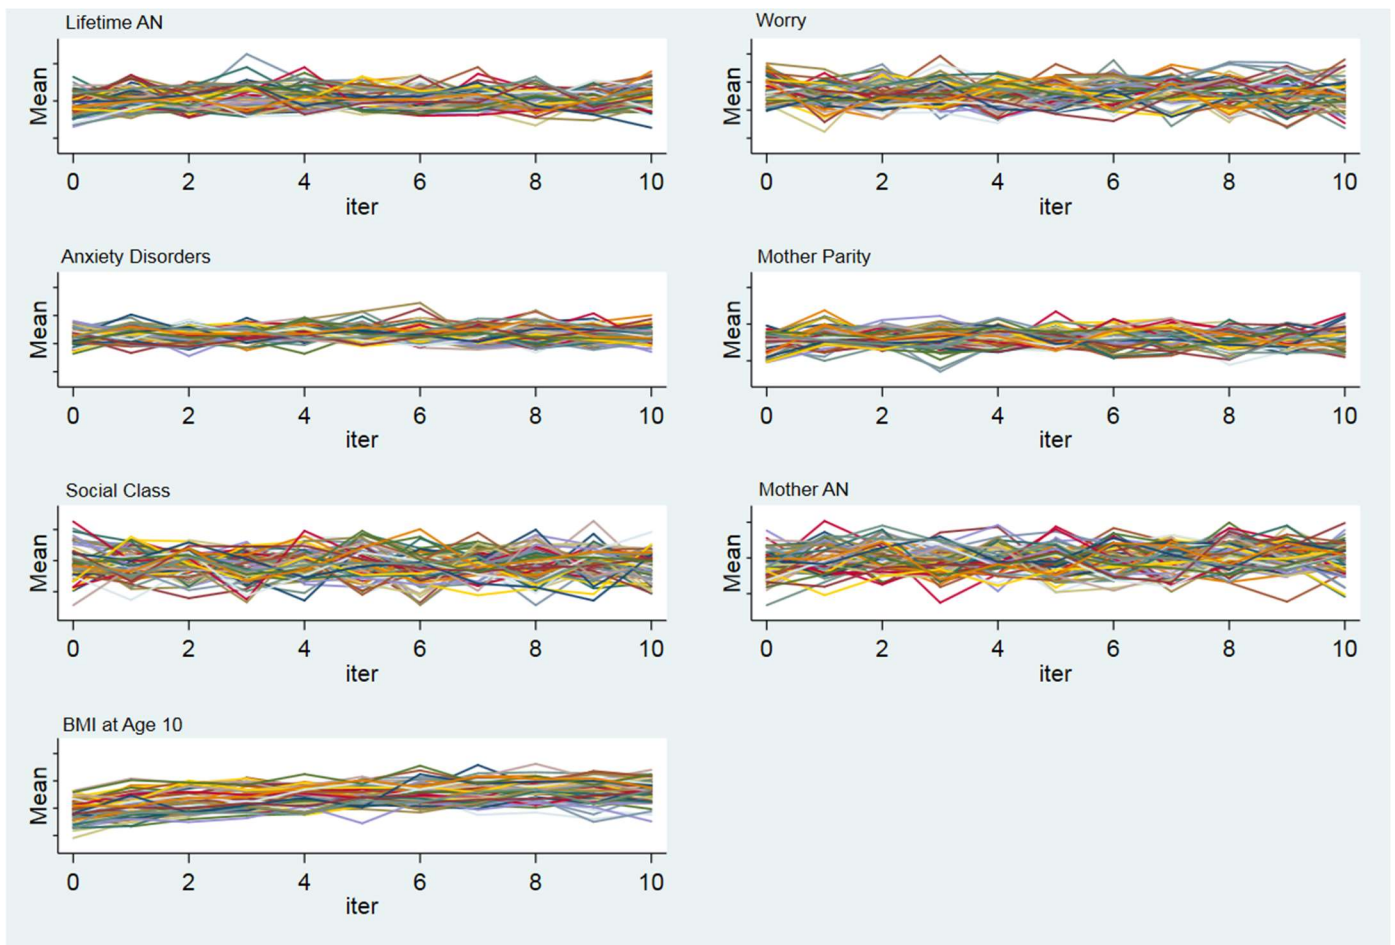 Lifetime AN
Mean
0 2 4 6 8 10
iter
Worry
Mean
0 2 4 6 8 10
iter
Anxiety Disorders
Mean
0 2 4 6 8 10
iter
Mother Parity
Mean
0 2 4 6 8 10
iter
Social Class
Mean
0 2 4 6 8 10
iter
Mother AN
Mean
0 2 4 6 8 10
iter
BMI at Age 10
Mean
0 2 4 6 8 10
iter